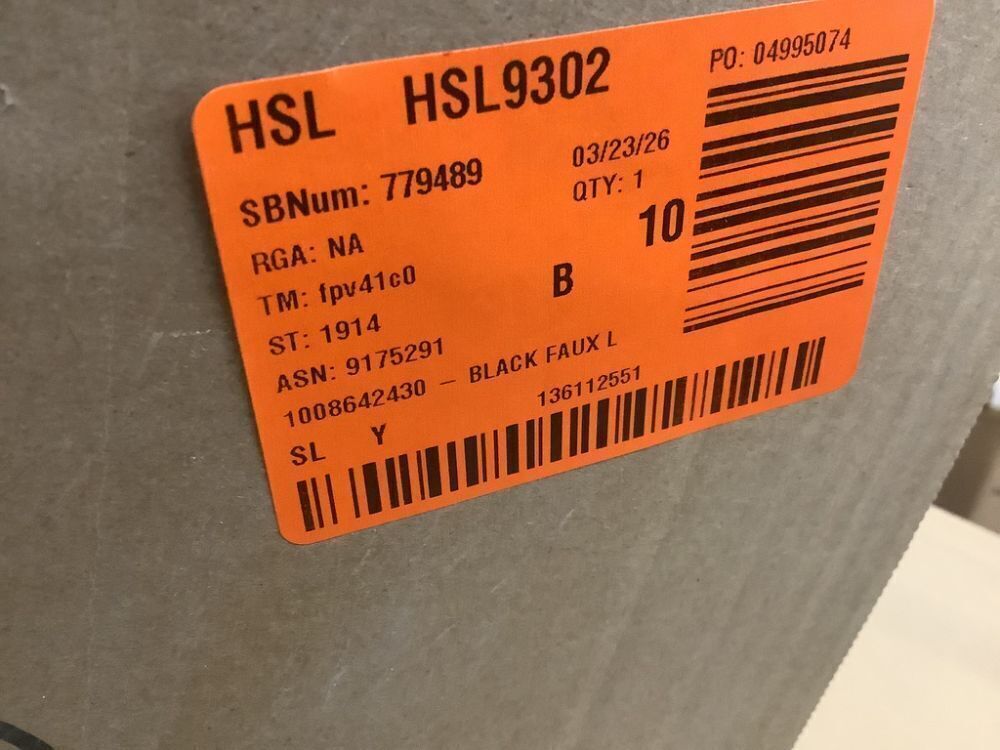 HSL HSL9302 PO: 04995074
SBNum: 779489 03/23/26
RGA: NA QTY: 1
TM: fpv41c0 B 10
ST: 1914
ASN: 9175291
1008642430 - BLACK FAUX L
SL Y 136112551